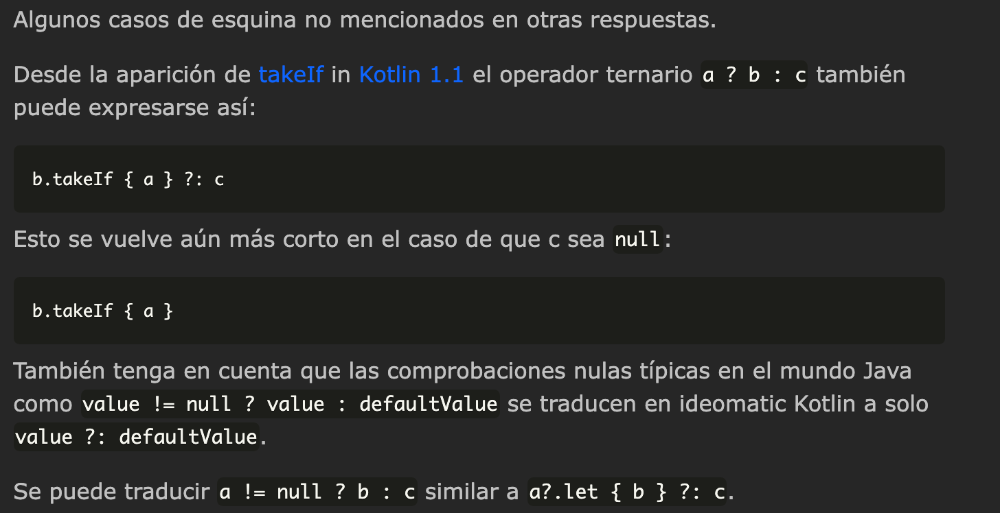 Algunos casos de esquina no mencionados en otras respuestas.
Desde la aparición de takeIf in Kotlin 1.1 el operador ternario a ? b : c también
puede expresarse así:
b.takeIf { a } ?: c
Esto se vuelve aún más corto en el caso de que c sea null:
b.takeIf { a }
También tenga en cuenta que las comprobaciones nulas típicas en el mundo Java
como value != null ? value : defaultValue se traducen en ideomatic Kotlin a solo
value ?: defaultValue.
Se puede traducir a != null ? b : c similar a a?.let { b } ?: c.